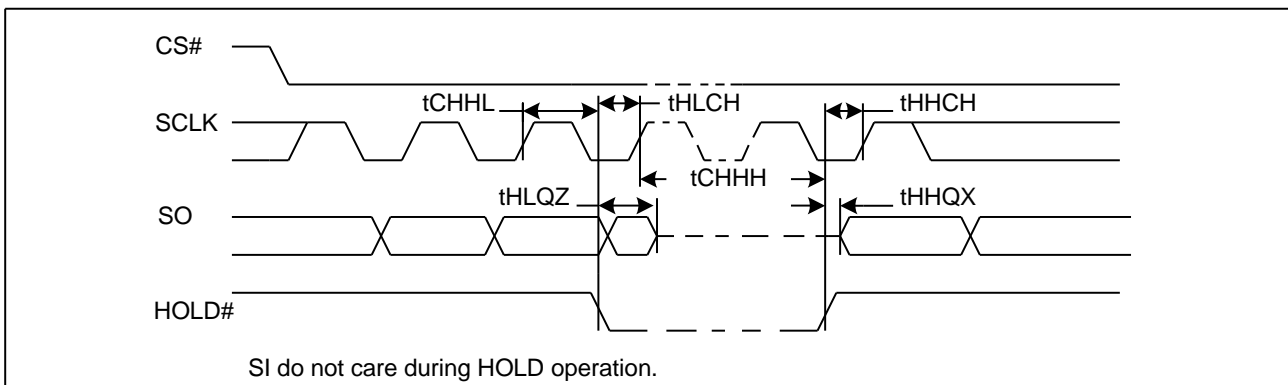 CS#
tCHHL
tHLCH
tHHCH
SCLK
tCHHH
tHLQZ
tHHQX
SO
HOLD#
SI do not care during HOLD operation.